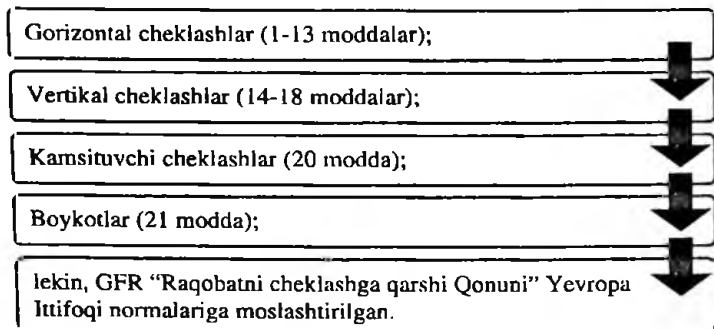 Gorizontal cheklashlar (1-13 moddalar);
Vertikal cheklashlar (14-18 moddalar);
Kamsituvchi cheklashlar (20 modda);
Boykotlar (21 modda);
lekin, GFR “Raqobatni cheklashga qarshi Qonuni” Yevropa
Ittifoqi normalariga moslashtirilgan.